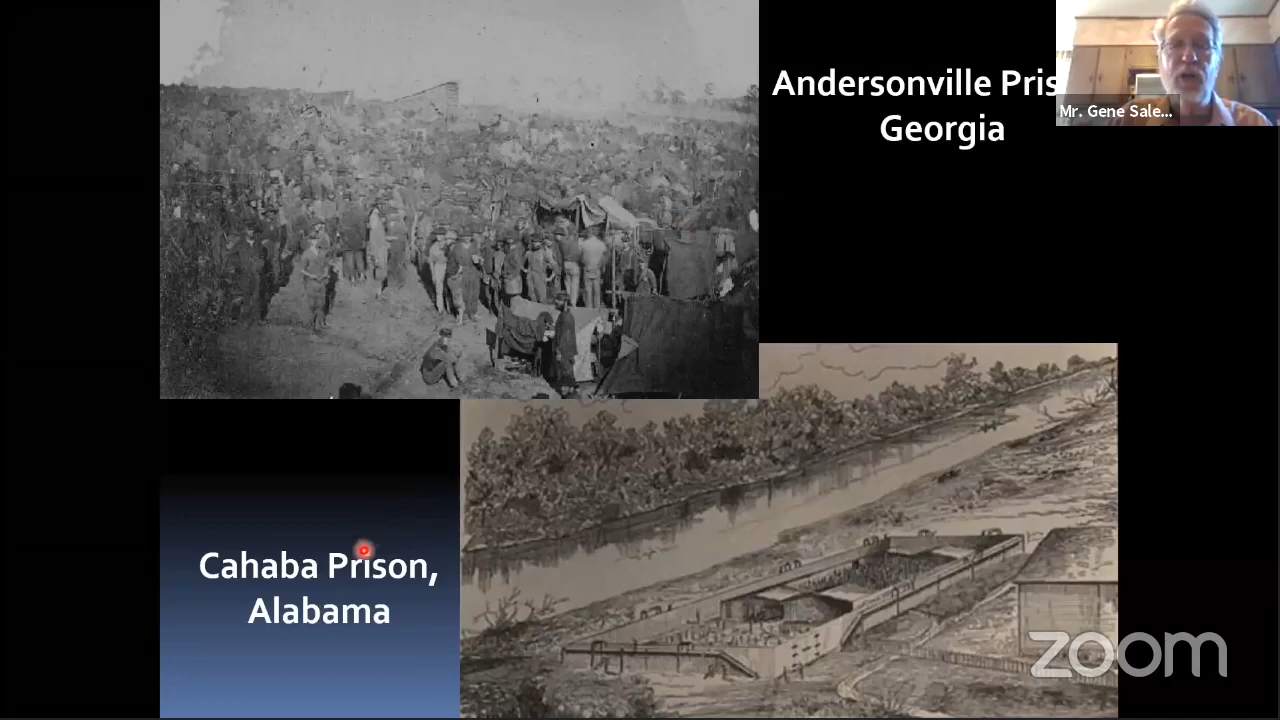 Andersonville Pris
Georgia
Mr. Gene Sale...
Cahaba Prison,
Alabama
zoom